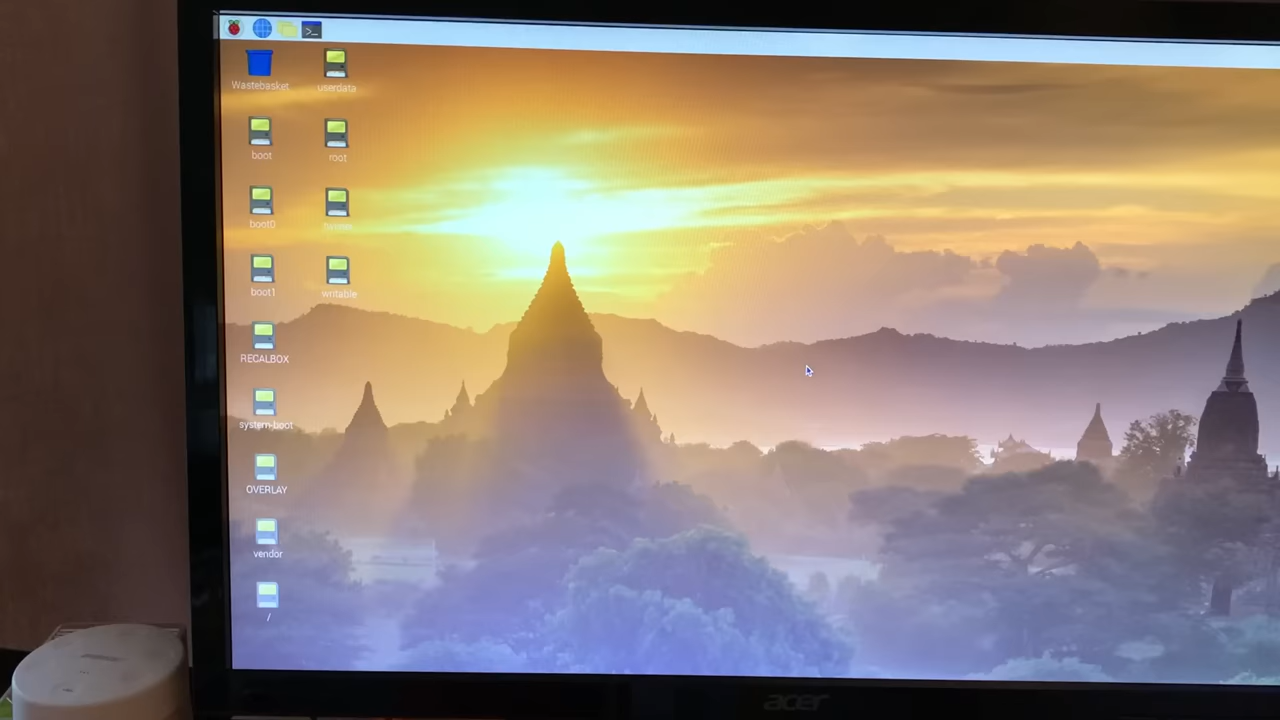 Wastebasket
userdata
boot
root
boot0
boot1
writable
RECALBOX
system-boot
OVERLAY
vendor
/
acer